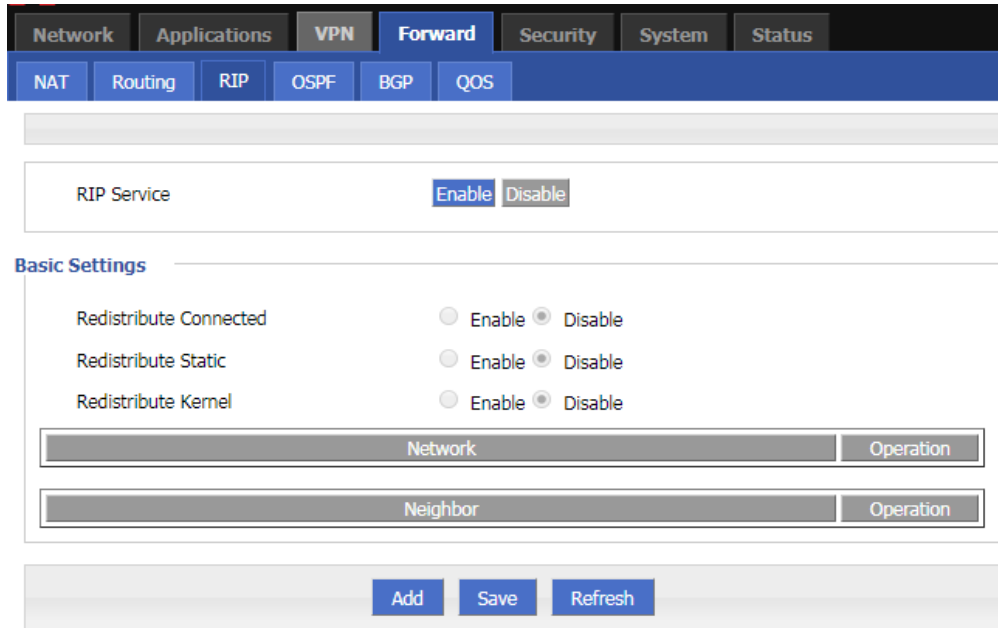 Network Applications VPN Forward Security System Status
NAT Routing RIP OSPF BGP QOS
RIP Service Enable Disable
Basic Settings
Redistribute Connected Enable Disable
Redistribute Static Enable Disable
Redistribute Kernel Enable Disable
Network Operation
Neighbor Operation
Add Save Refresh